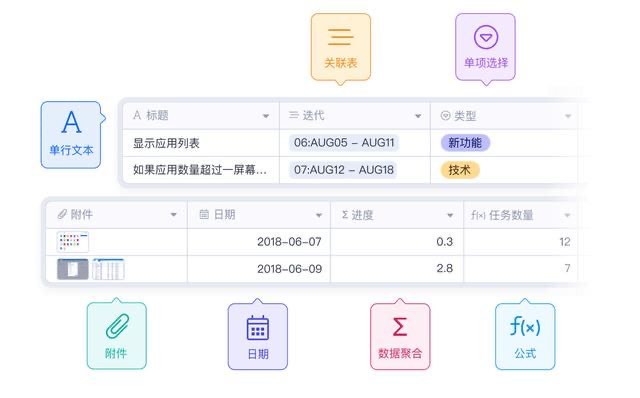 关联表
单项选择
A
单行文本
A 标题 迭代 类型
显示应用列表 06:AUG05 - AUG11 新功能
如果应用数量超过一屏幕... 07:AUG12 - AUG18 技术
附件 日期 Σ 进度 f(x) 任务数量
2018-06-07 0.3 12
2018-06-09 2.8 7
附件
日期
Σ
数据聚合
f(x)
公式